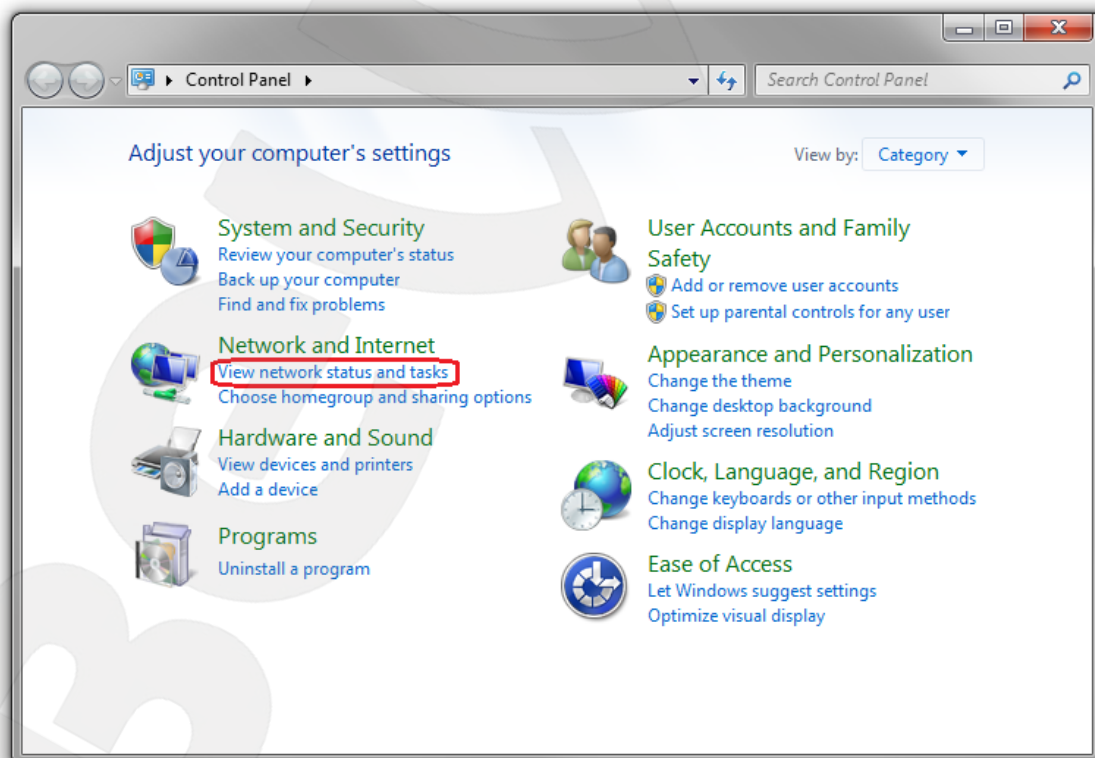 Control Panel
Search Control Panel
Adjust your computer's settings
View by: Category
System and Security
Review your computer's status
Back up your computer
Find and fix problems
Network and Internet
View network status and tasks
Choose homegroup and sharing options
Hardware and Sound
View devices and printers
Add a device
Programs
Uninstall a program
User Accounts and Family
Safety
Add or remove user accounts
Set up parental controls for any user
Appearance and Personalization
Change the theme
Change desktop background
Adjust screen resolution
Clock, Language, and Region
Change keyboards or other input methods
Change display language
Ease of Access
Let Windows suggest settings
Optimize visual display